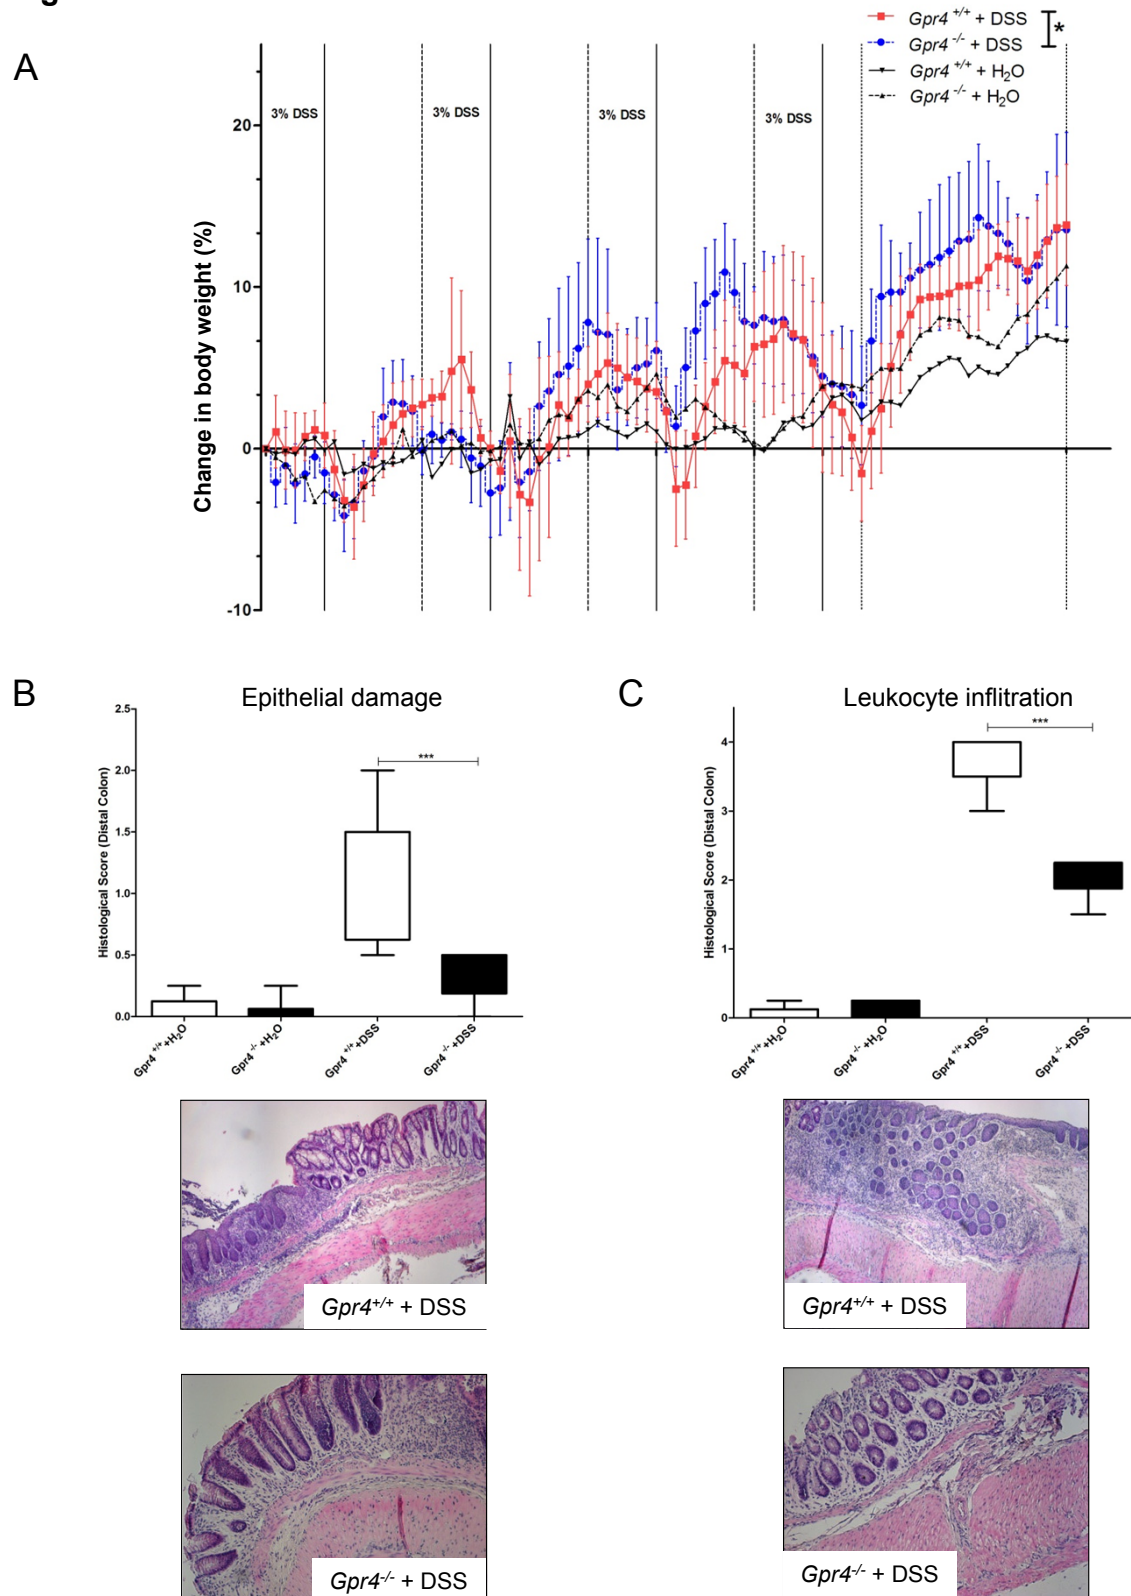 Gpr4 +/+ + DSS
Gpr4 -/- + DSS
*
Gpr4 +/+ + H2O
Gpr4 -/- + H2O
A
3% DSS 3% DSS 3% DSS 3% DSS
Change in body weight (%)
20
10
0
-10
B
Epithelial damage
Histological Score (Distal Colon)
2.5
2.0
1.5
1.0
0.5
0.0
***
Gpr4 +/+ +H2O
Gpr4 -/- +H2O
Gpr4 +/+ +DSS
Gpr4 -/- +DSS
Gpr4+/+ + DSS
Gpr4-/- + DSS
C
Leukocyte inflitration
Histological Score (Distal Colon)
4
3
2
1
0
***
Gpr4 +/+ +H2O
Gpr4 -/- +H2O
Gpr4 +/+ +DSS
Gpr4 -/- +DSS
Gpr4+/+ + DSS
Gpr4-/- + DSS